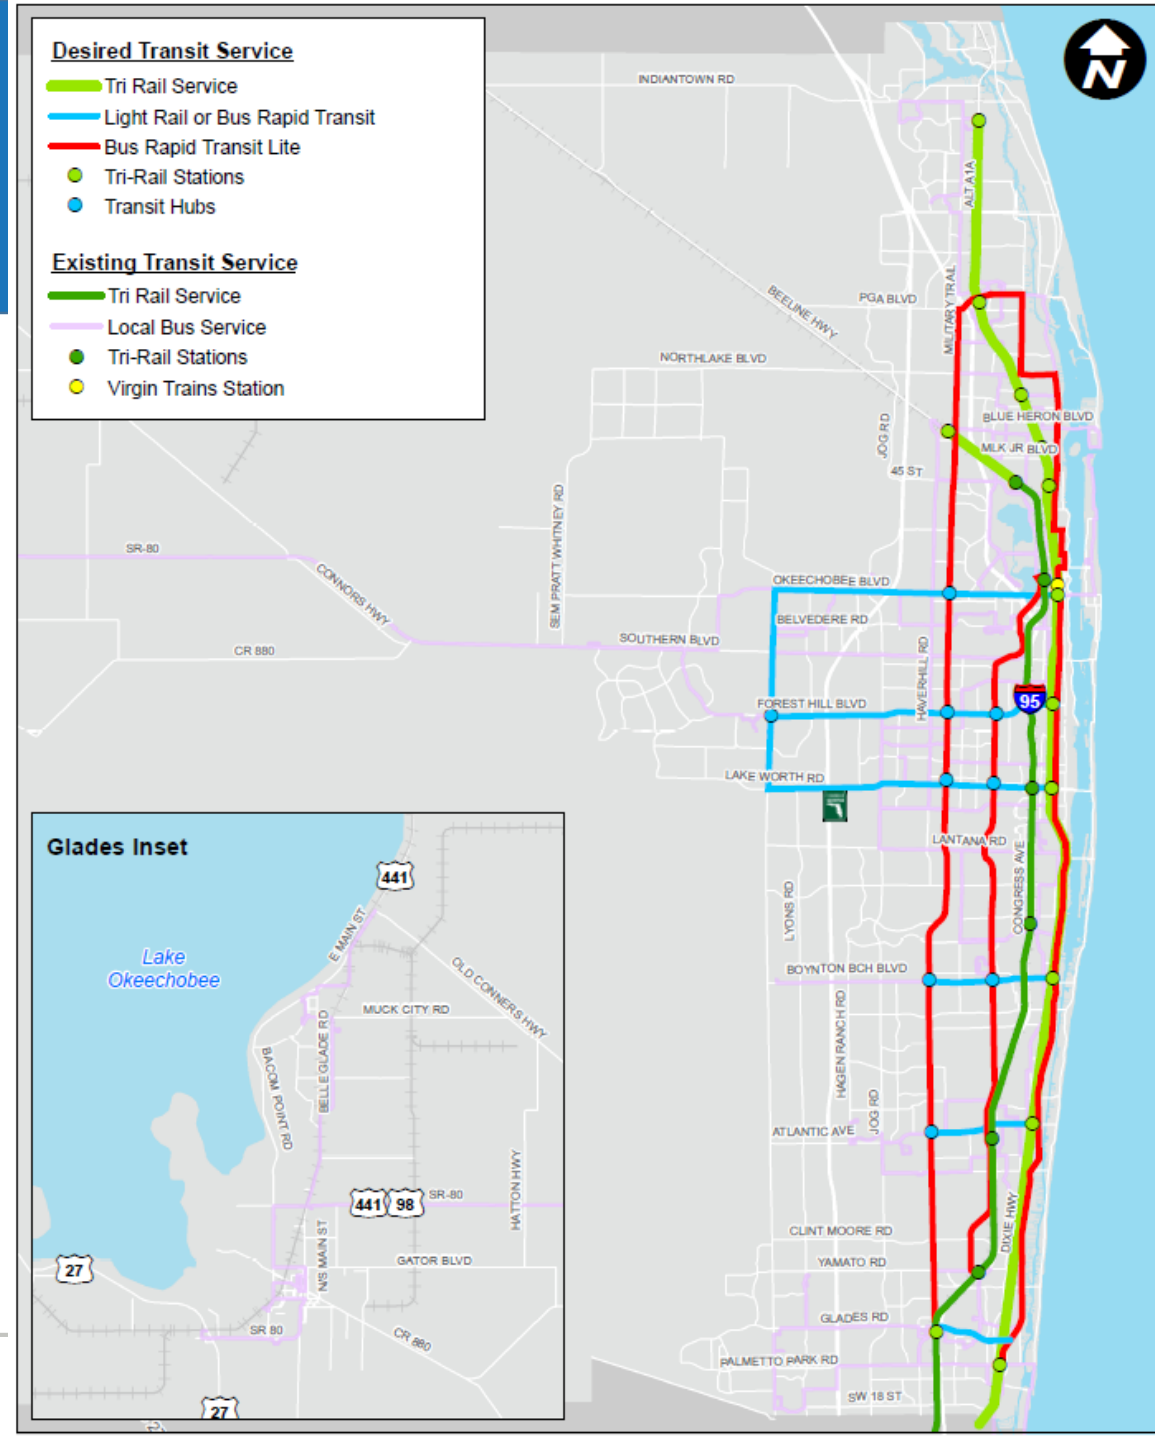 Desired Transit Service
Tri Rail Service
Light Rail or Bus Rapid Transit
Bus Rapid Transit Lite
Tri-Rail Stations
Transit Hubs
Existing Transit Service
Tri Rail Service
Local Bus Service
Tri-Rail Stations
Virgin Trains Station
N
INDIANTOWN RD
ALT A1A
MILITARY TRAIL
PGA BLVD
BEELINE HWY
NORTHLAKE BLVD
BLUE HERON BLVD
JOG RD
MLK JR BLVD
45 ST
SEM PRATT WHITNEY RD
SR-80
CONNORS HWY
OKEECHOBEE BLVD
BELVEDERE RD
SOUTHERN BLVD
CR 880
HAVERHILL RD
FOREST HILL BLVD
95
LAKE WORTH RD
LANTANA RD
CONGRESS AVE
LYONS RD
BOYNTON BCH BLVD
HAGEN RANCH RD
JOG RD
ATLANTIC AVE
DIXIE HWY
CLINT MOORE RD
YAMATO RD
GLADES RD
PALMETTO PARK RD
SW 18 ST
Glades Inset
441
E MAIN ST
Lake
Okeechobee
OLD CONNERS HWY
MUCK CITY RD
BELLE GLADE RD
BACOM POINT RD
HATTON HWY
441 98 SR-80
N/S MAIN ST
GATOR BLVD
27
SR 80
CR 880
27